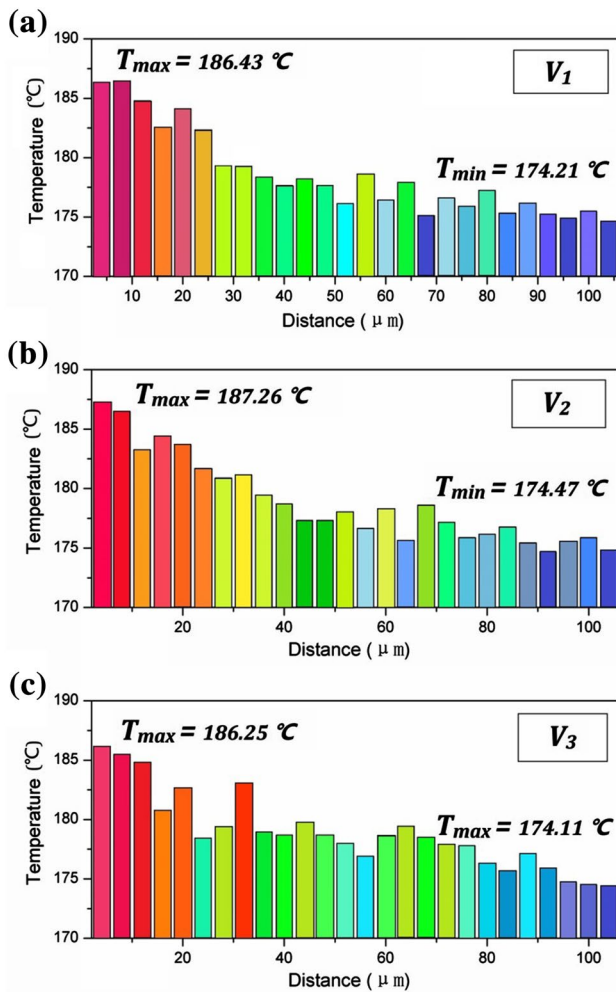 (a)
190
185
180
175
170
Temperature (℃)
Tmax = 186.43 ℃
V1
Tmin = 174.21 ℃
10 20 30 40 50 60 70 80 90 100
Distance ( μm)
(b)
190
185
180
175
170
Temperature (℃)
Tmax = 187.26 ℃
V2
Tmin = 174.47 ℃
20 40 60 80 100
Distance ( μm)
(c)
190
185
180
175
170
Temperature (℃)
Tmax = 186.25 ℃
V3
Tmax = 174.11 ℃
20 40 60 80 100
Distance ( μm)